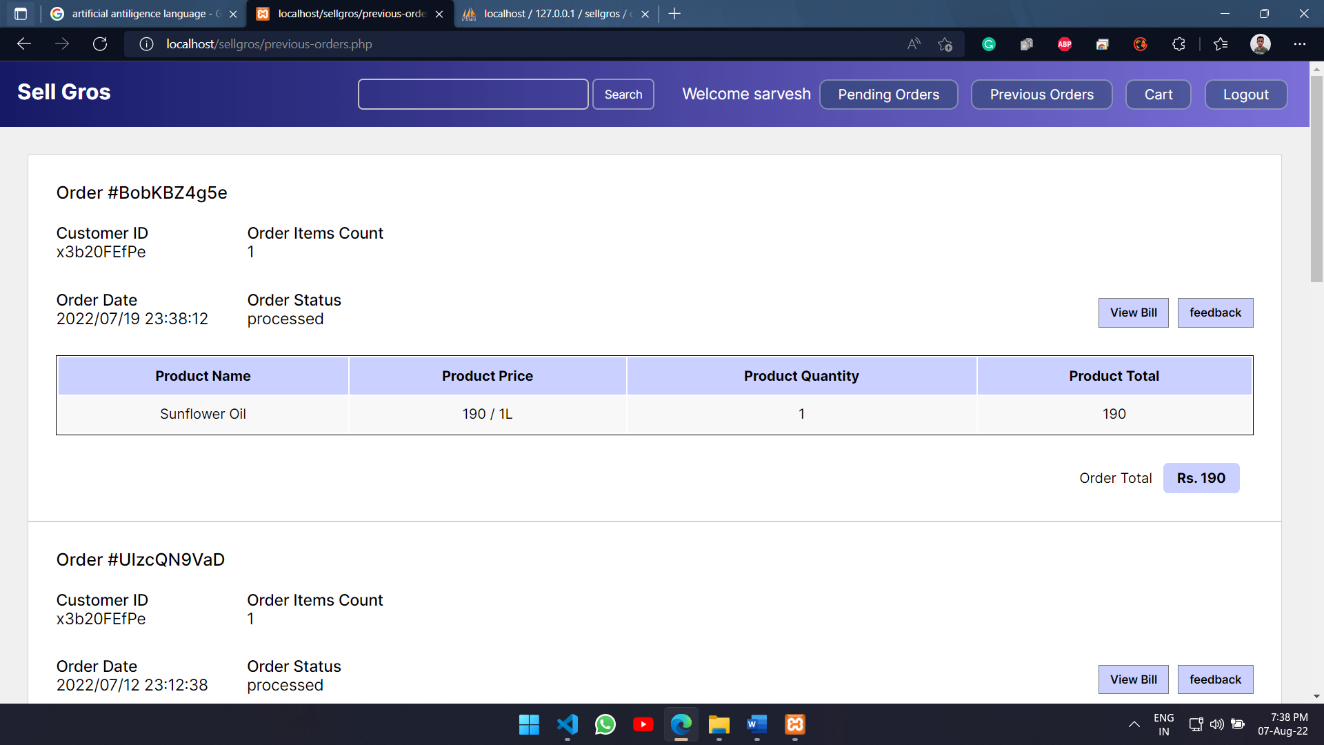 artificial antiligence language - G
localhost/sellgros/previous-orde
localhost / 127.0.0.1 / sellgros / c
localhost/sellgros/previous-orders.php
Sell Gros
Search
Welcome sarvesh
Pending Orders
Previous Orders
Cart
Logout
Order #BobKBZ4g5e
Customer ID
x3b20FEfPe
Order Items Count
1
Order Date
2022/07/19 23:38:12
Order Status
processed
View Bill
feedback
Product Name Product Price Product Quantity Product Total
Sunflower Oil 190 / 1L 1 190
Order Total Rs. 190
Order #UIzcQN9VaD
Customer ID
x3b20FEfPe
Order Items Count
1
Order Date
2022/07/12 23:12:38
Order Status
processed
View Bill
feedback
ENG
IN
7:38 PM
07-Aug-22